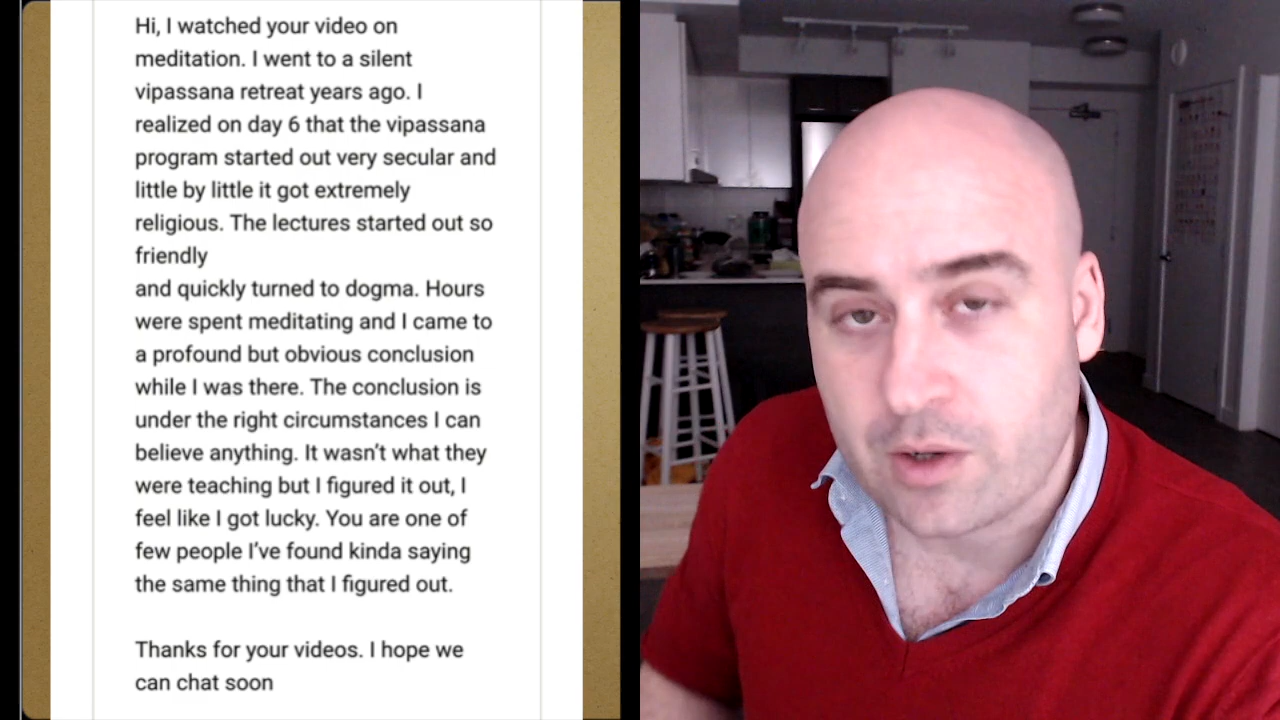 Hi, I watched your video on
meditation. I went to a silent
vipassana retreat years ago. I
realized on day 6 that the vipassana
program started out very secular and
little by little it got extremely
religious. The lectures started out so
friendly
and quickly turned to dogma. Hours
were spent meditating and I came to
a profound but obvious conclusion
while I was there. The conclusion is
under the right circumstances I can
believe anything. It wasn’t what they
were teaching but I figured it out, I
feel like I got lucky. You are one of
few people I’ve found kinda saying
the same thing that I figured out.
Thanks for your videos. I hope we
can chat soon